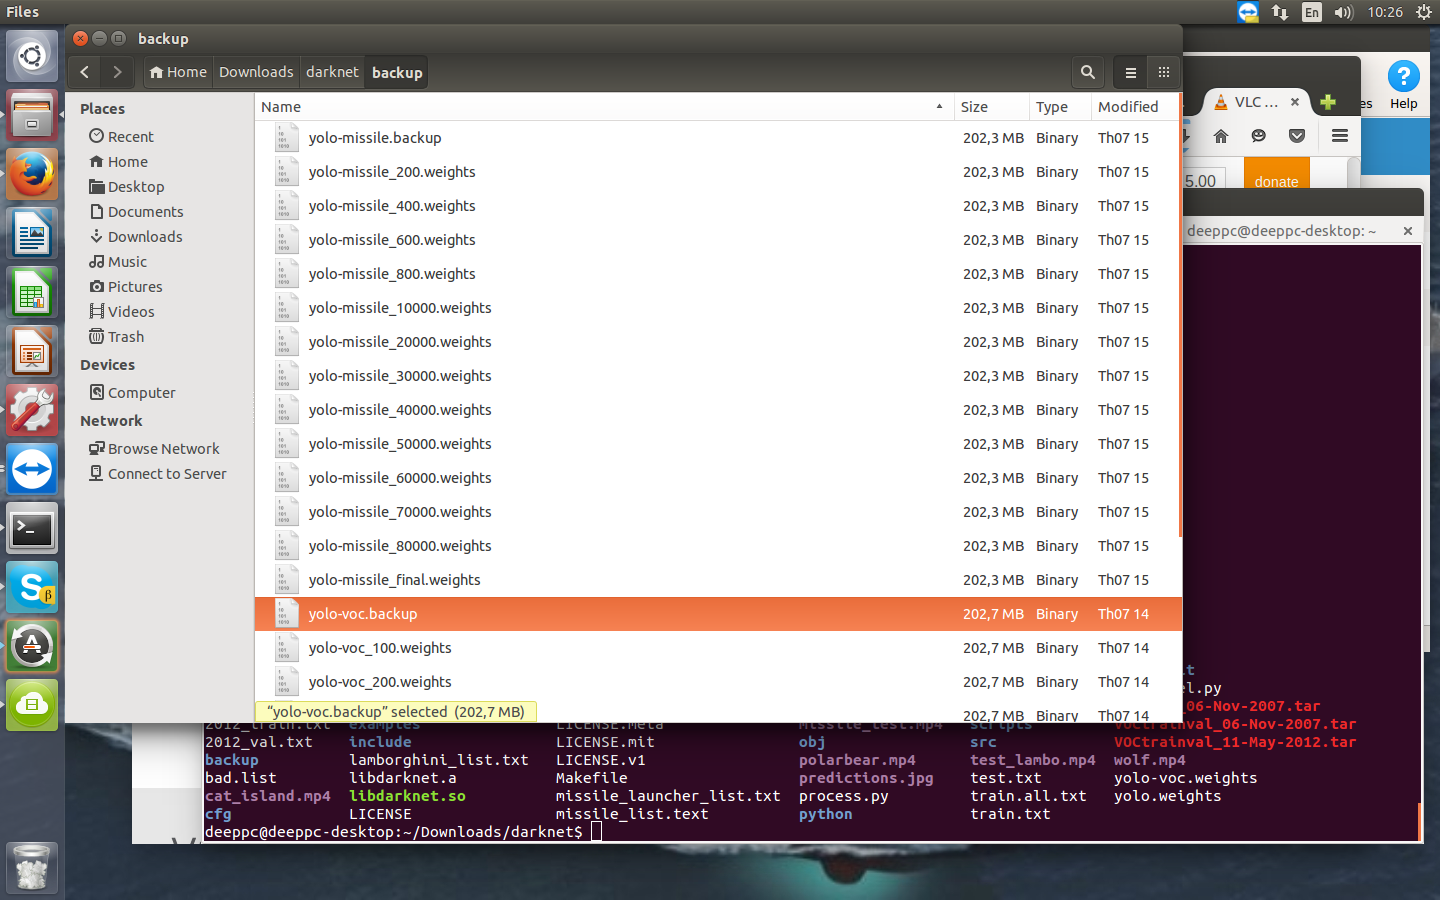 Files
En
10:26
backup
Home Downloads darknet backup
Places
Recent
Home
Desktop
Documents
Downloads
Music
Pictures
Videos
Trash
Devices
Computer
Network
Browse Network
Connect to Server
Name Size Type Modified
yolo-missile.backup 202,3 MB Binary Th07 15
yolo-missile_200.weights 202,3 MB Binary Th07 15
yolo-missile_400.weights 202,3 MB Binary Th07 15
yolo-missile_600.weights 202,3 MB Binary Th07 15
yolo-missile_800.weights 202,3 MB Binary Th07 15
yolo-missile_10000.weights 202,3 MB Binary Th07 15
yolo-missile_20000.weights 202,3 MB Binary Th07 15
yolo-missile_30000.weights 202,3 MB Binary Th07 15
yolo-missile_40000.weights 202,3 MB Binary Th07 15
yolo-missile_50000.weights 202,3 MB Binary Th07 15
yolo-missile_60000.weights 202,3 MB Binary Th07 15
yolo-missile_70000.weights 202,3 MB Binary Th07 15
yolo-missile_80000.weights 202,3 MB Binary Th07 15
yolo-missile_final.weights 202,3 MB Binary Th07 15
yolo-voc.backup 202,7 MB Binary Th07 14
yolo-voc_100.weights 202,7 MB Binary Th07 14
yolo-voc_200.weights 202,7 MB Binary Th07 14
202,7 MB Binary Th07 14
“yolo-voc.backup” selected (202,7 MB)
VLC ...
es
Help
5.00
donate
deeppc@deeppc-desktop: ~
it
el.py
_06-Nov-2007.tar
2012_train.txt examples LICENSE.meta missile_test.mp4 scripts VOCtrainval_06-Nov-2007.tar
2012_val.txt include LICENSE.mit obj src VOCtrainval_11-May-2012.tar
backup lamborghini_list.txt LICENSE.v1 polarbear.mp4 test_lambo.mp4 wolf.mp4
bad.list libdarknet.a Makefile predictions.jpg test.txt yolo-voc.weights
cat_island.mp4 libdarknet.so missile_launcher_list.txt process.py train.all.txt yolo.weights
cfg LICENSE missile_list.text python train.txt
deeppc@deeppc-desktop:~/Downloads/darknet$